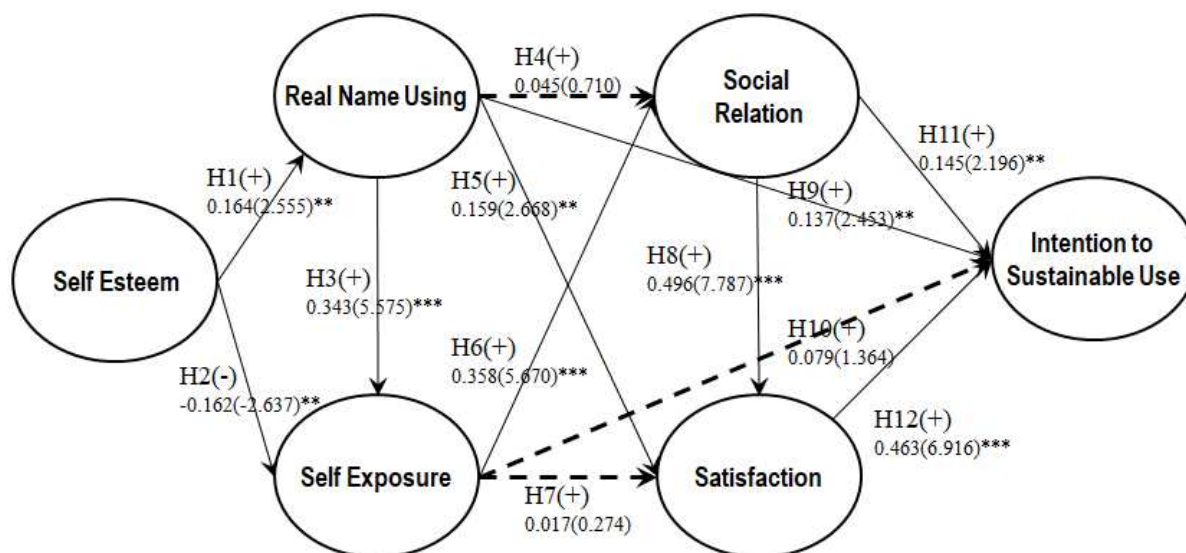 H4(+)
0.045(0.710)
Real Name Using
Social
Relation
H11(+)
0.145(2.196)**
H1(+)
0.164(2.555)**
H5(+)
0.159(2.668)**
H9(+)
0.137(2.453)**
Self Esteem
H3(+)
0.343(5.575)***
H8(+)
0.496(7.787)***
Intention to
Sustainable Use
H6(+)
0.358(5.670)***
H10(+)
0.079(1.364)
H2(-)
-0.162(-2.637)**
H12(+)
0.463(6.916)***
Self Exposure
Satisfaction
H7(+)
0.017(0.274)